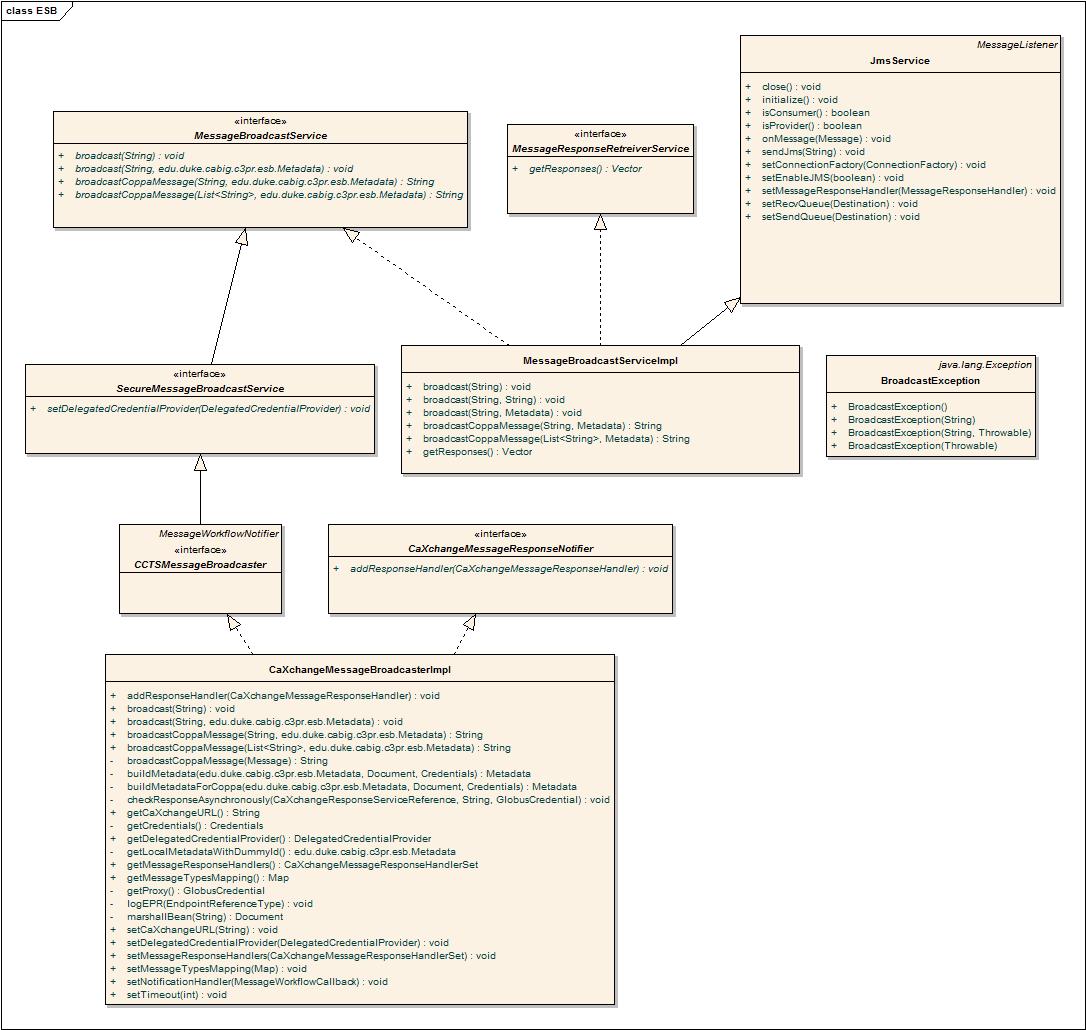 class ESB
MessageListener
JmsService
+ close() : void
+ initialize() : void
+ isConsumer() : boolean
+ isProvider() : boolean
+ onMessage(Message) : void
+ sendJms(String) : void
+ setConnectionFactory(ConnectionFactory) : void
+ setEnableJMS(boolean) : void
+ setMessageResponseHandler(MessageResponseHandler) : void
+ setRecvQueue(Destination) : void
+ setSendQueue(Destination) : void
«interface»
MessageBroadcastService
+ broadcast(String) : void
+ broadcast(String, edu.duke.cabig.c3pr.esb.Metadata) : void
+ broadcastCoppaMessage(String, edu.duke.cabig.c3pr.esb.Metadata) : String
+ broadcastCoppaMessage(List<String>, edu.duke.cabig.c3pr.esb.Metadata) : String
«interface»
MessageResponseRetreiverService
+ getResponses() : Vector
«interface»
SecureMessageBroadcastService
+ setDelegatedCredentialProvider(DelegatedCredentialProvider) : void
MessageBroadcastServiceImpl
+ broadcast(String) : void
+ broadcast(String, String) : void
+ broadcast(String, Metadata) : void
+ broadcastCoppaMessage(String, Metadata) : String
+ broadcastCoppaMessage(List<String>, Metadata) : String
+ getResponses() : Vector
java.lang.Exception
BroadcastException
+ BroadcastException()
+ BroadcastException(String)
+ BroadcastException(String, Throwable)
+ BroadcastException(Throwable)
MessageWorkflowNotifier
«interface»
CCTSMessageBroadcaster
«interface»
CaXchangeMessageResponseNotifier
+ addResponseHandler(CaXchangeMessageResponseHandler) : void
CaXchangeMessageBroadcasterImpl
+ addResponseHandler(CaXchangeMessageResponseHandler) : void
+ broadcast(String) : void
+ broadcast(String, edu.duke.cabig.c3pr.esb.Metadata) : void
+ broadcastCoppaMessage(String, edu.duke.cabig.c3pr.esb.Metadata) : String
+ broadcastCoppaMessage(List<String>, edu.duke.cabig.c3pr.esb.Metadata) : String
- broadcastCoppaMessage(Message) : String
- buildMetadata(edu.duke.cabig.c3pr.esb.Metadata, Document, Credentials) : Metadata
- buildMetadataForCoppa(edu.duke.cabig.c3pr.esb.Metadata, Document, Credentials) : Metadata
- checkResponseAsynchronously(CaXchangeResponseServiceReference, String, GlobusCredential) : void
+ getCaXchangeURL() : String
- getCredentials() : Credentials
+ getDelegatedCredentialProvider() : DelegatedCredentialProvider
- getLocalMetadataWithDummyId() : edu.duke.cabig.c3pr.esb.Metadata
+ getMessageResponseHandlers() : CaXchangeMessageResponseHandlerSet
+ getMessageTypesMapping() : Map
- getProxy() : GlobusCredential
- logEPR(EndpointReferenceType) : void
- marshallBean(String) : Document
+ setCaXchangeURL(String) : void
+ setDelegatedCredentialProvider(DelegatedCredentialProvider) : void
+ setMessageResponseHandlers(CaXchangeMessageResponseHandlerSet) : void
+ setMessageTypesMapping(Map) : void
+ setNotificationHandler(MessageWorkflowCallback) : void
+ setTimeout(int) : void